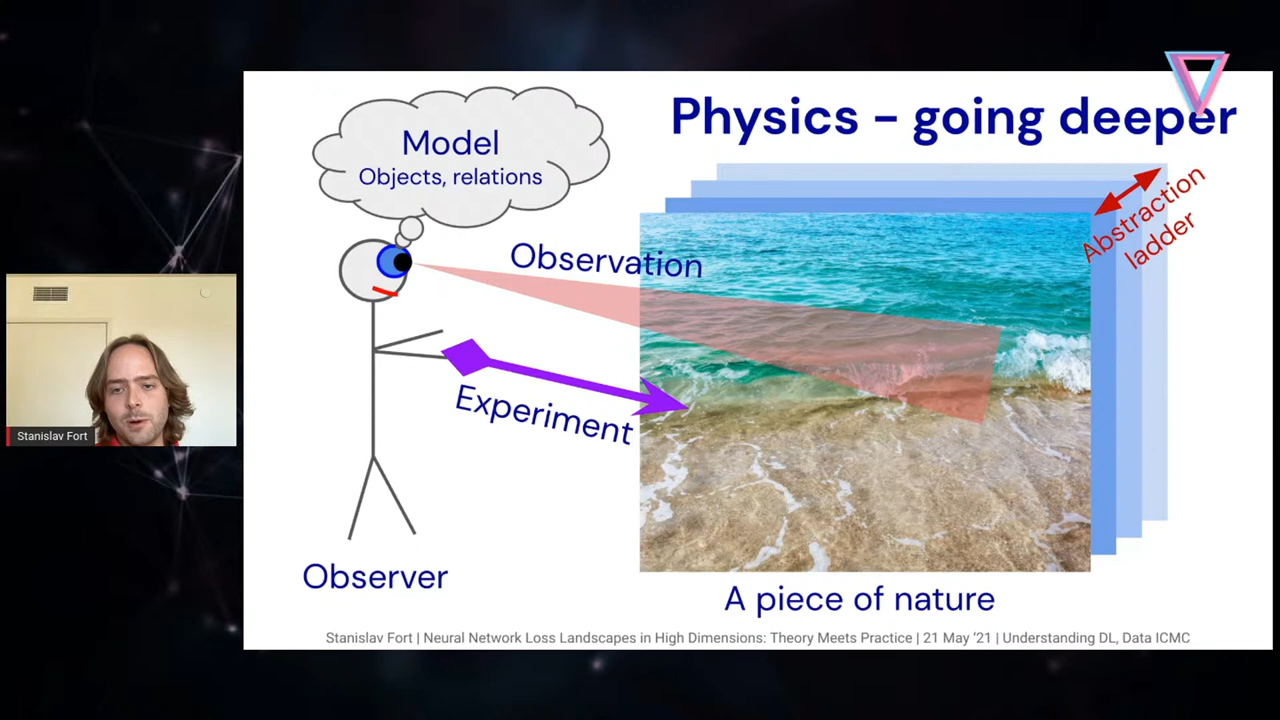 Physics - going deeper
Model
Objects, relations
Abstraction
ladder
Observation
Experiment
Stanislav Fort
Observer
A piece of nature
Stanislav Fort | Neural Network Loss Landscapes in High Dimensions: Theory Meets Practice | 21 May '21 | Understanding DL, Data ICMC